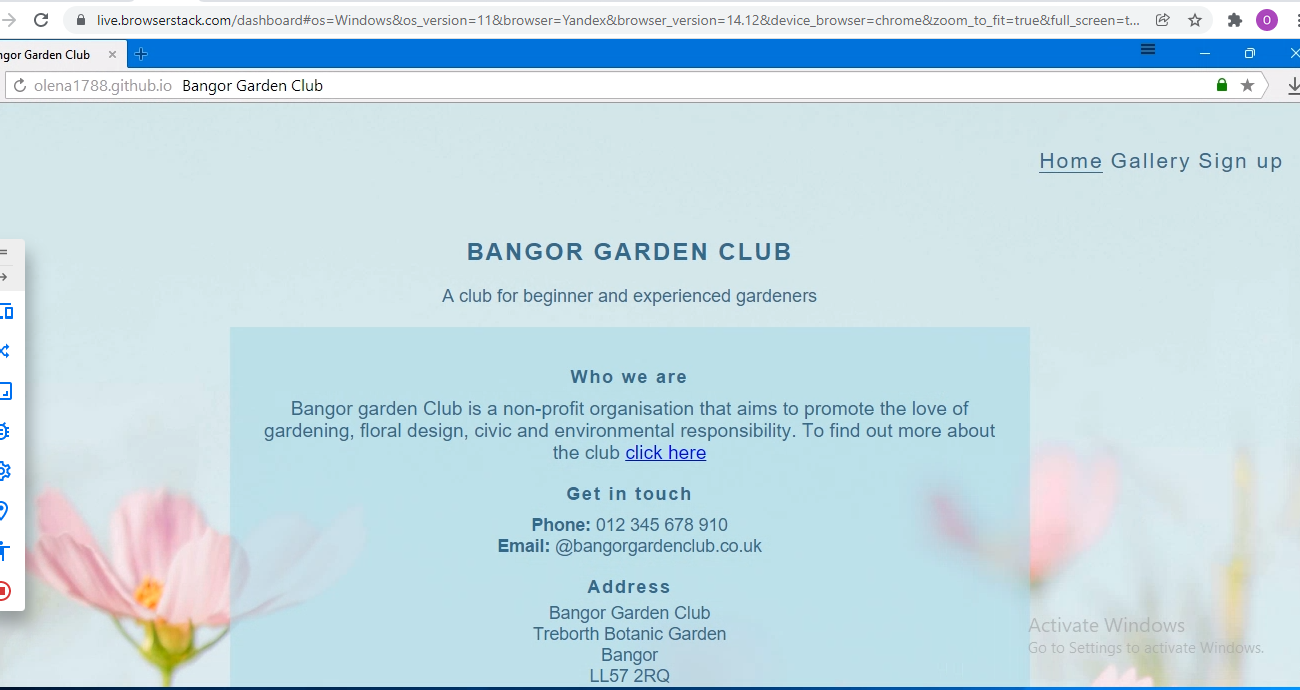 live.browserstack.com/dashboard#os=Windows&os_version=11&browser=Yandex&browser_version=14.12&device_browser=chrome&zoom_to_fit=true&full_screen=t...
O
ngor Garden Club
olena1788.github.io Bangor Garden Club
Home Gallery Sign up
BANGOR GARDEN CLUB
A club for beginner and experienced gardeners
Who we are
Bangor garden Club is a non-profit organisation that aims to promote the love of
gardening, floral design, civic and environmental responsibility. To find out more about
the club click here
Get in touch
Phone: 012 345 678 910
Email: @bangorgardenclub.co.uk
Address
Bangor Garden Club
Treborth Botanic Garden
Bangor
LL57 2RQ
Activate Windows
Go to Settings to activate Windows.